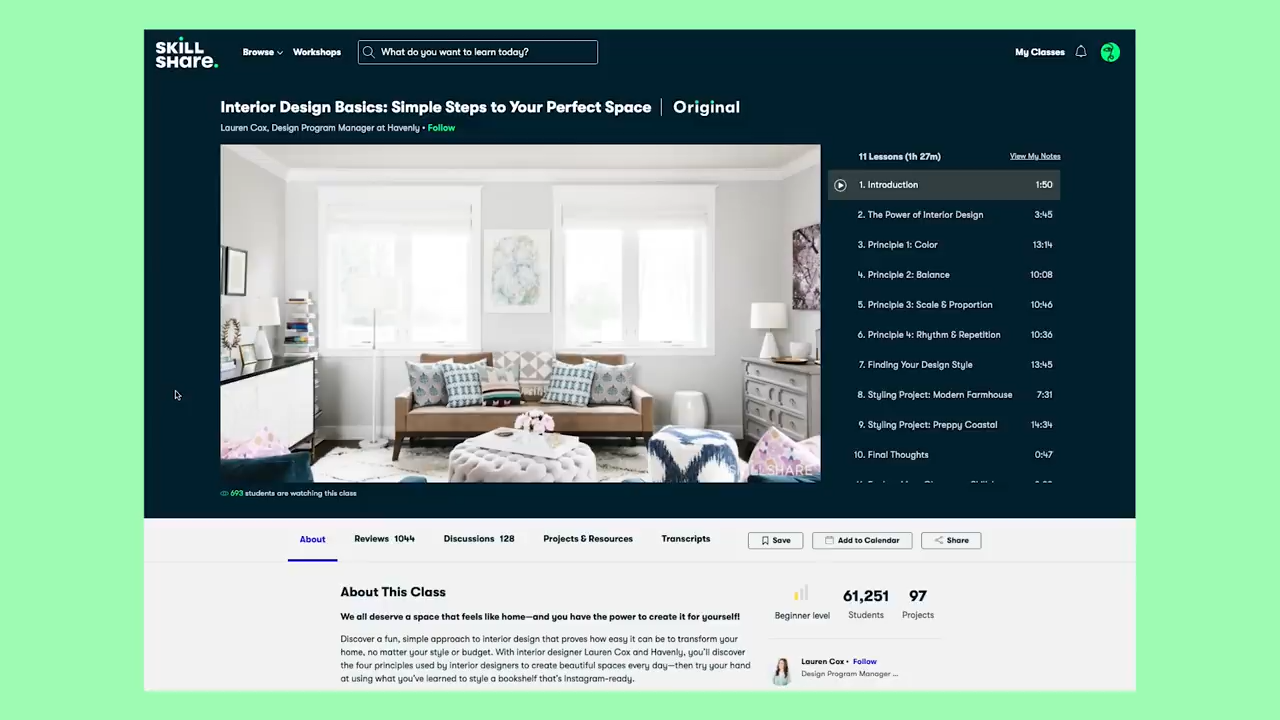 SKILL
SHARE.
Browse
Workshops
What do you want to learn today?
My Classes
Interior Design Basics: Simple Steps to Your Perfect Space | Original
Lauren Cox, Design Program Manager at Havenly • Follow
11 Lessons (1h 27m)
View My Notes
1. Introduction 1:50
2. The Power of Interior Design 3:45
3. Principle 1: Color 13:14
4. Principle 2: Balance 10:08
5. Principle 3: Scale & Proportion 10:46
6. Principle 4: Rhythm & Repetition 10:36
7. Finding Your Design Style 13:45
8. Styling Project: Modern Farmhouse 7:31
9. Styling Project: Preppy Coastal 14:34
10. Final Thoughts 0:47
SKILLSHARE
693 students are watching this class
About
Reviews 1044
Discussions 128
Projects & Resources
Transcripts
Save
Add to Calendar
Share
About This Class
We all deserve a space that feels like home—and you have the power to create it for yourself!
Discover a fun, simple approach to interior design that proves how easy it can be to transform your
home, no matter your style or budget. With interior designer Lauren Cox and Havenly, you'll discover
the four principles used by interior designers to create beautiful spaces every day—then try your hand
at using what you've learned to style a bookshelf that's Instagram-ready.
Beginner level
61,251
Students
97
Projects
Lauren Cox • Follow
Design Program Manager ...